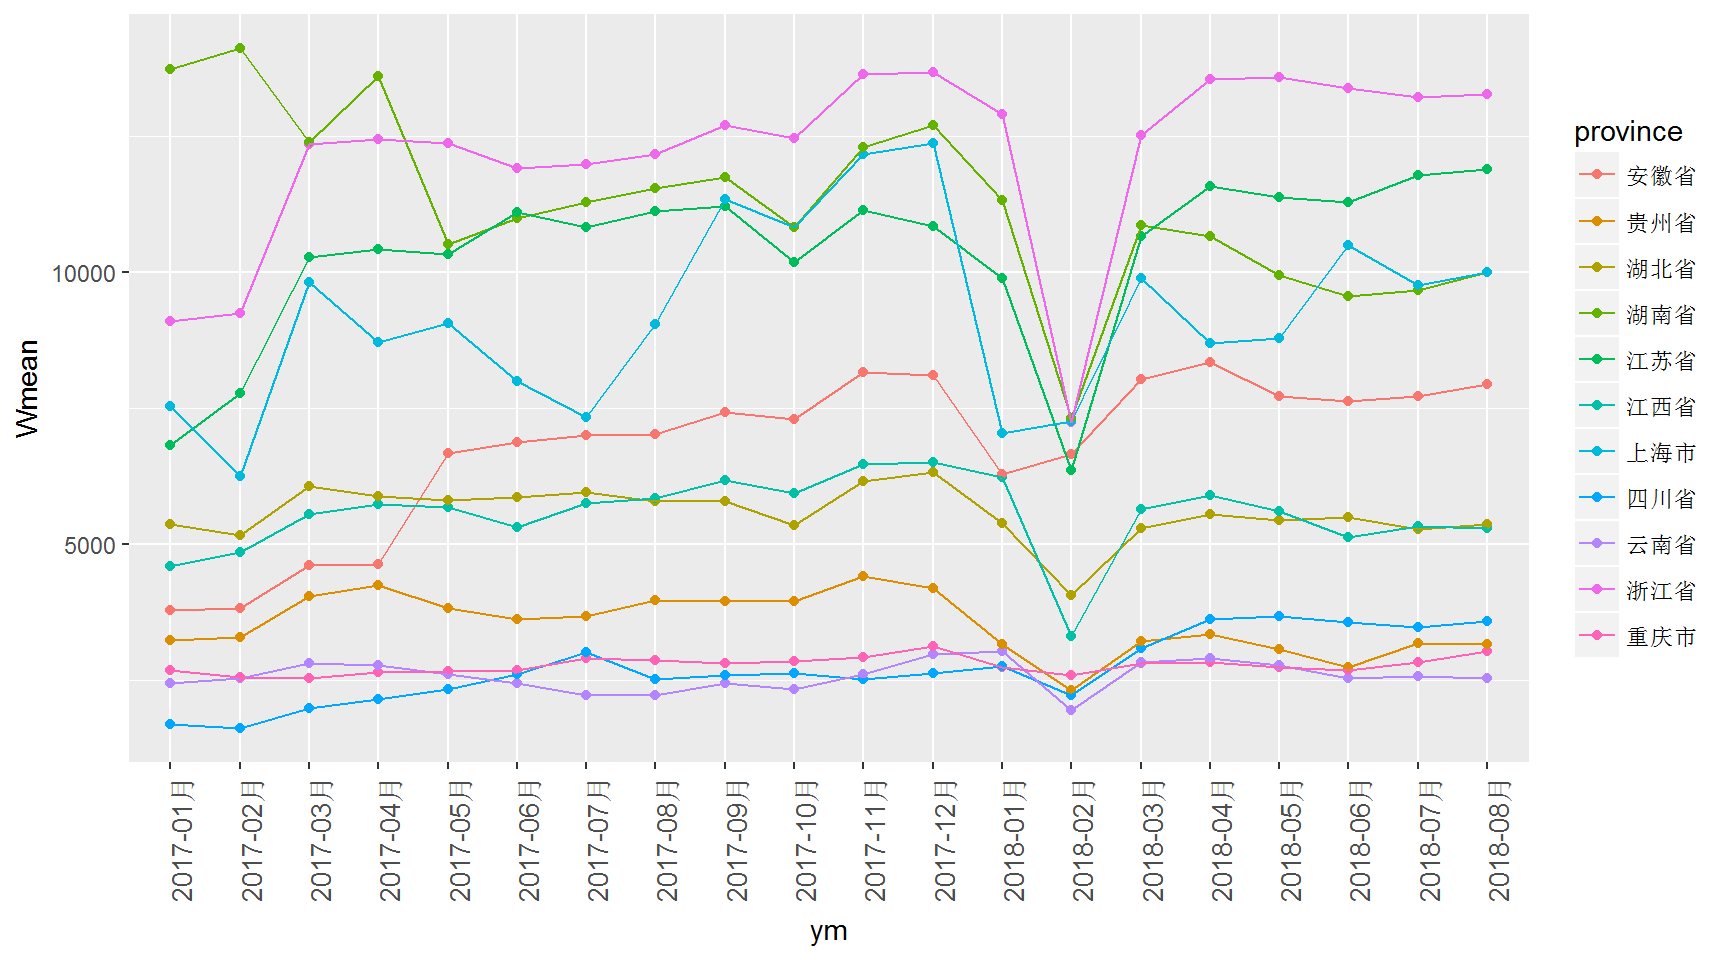 Wmean
10000
5000
2017-01月
2017-02月
2017-03月
2017-04月
2017-05月
2017-06月
2017-07月
2017-08月
2017-09月
2017-10月
2017-11月
2017-12月
2018-01月
2018-02月
2018-03月
2018-04月
2018-05月
2018-06月
2018-07月
2018-08月
ym
province
安徽省
贵州省
湖北省
湖南省
江苏省
江西省
上海市
四川省
云南省
浙江省
重庆市